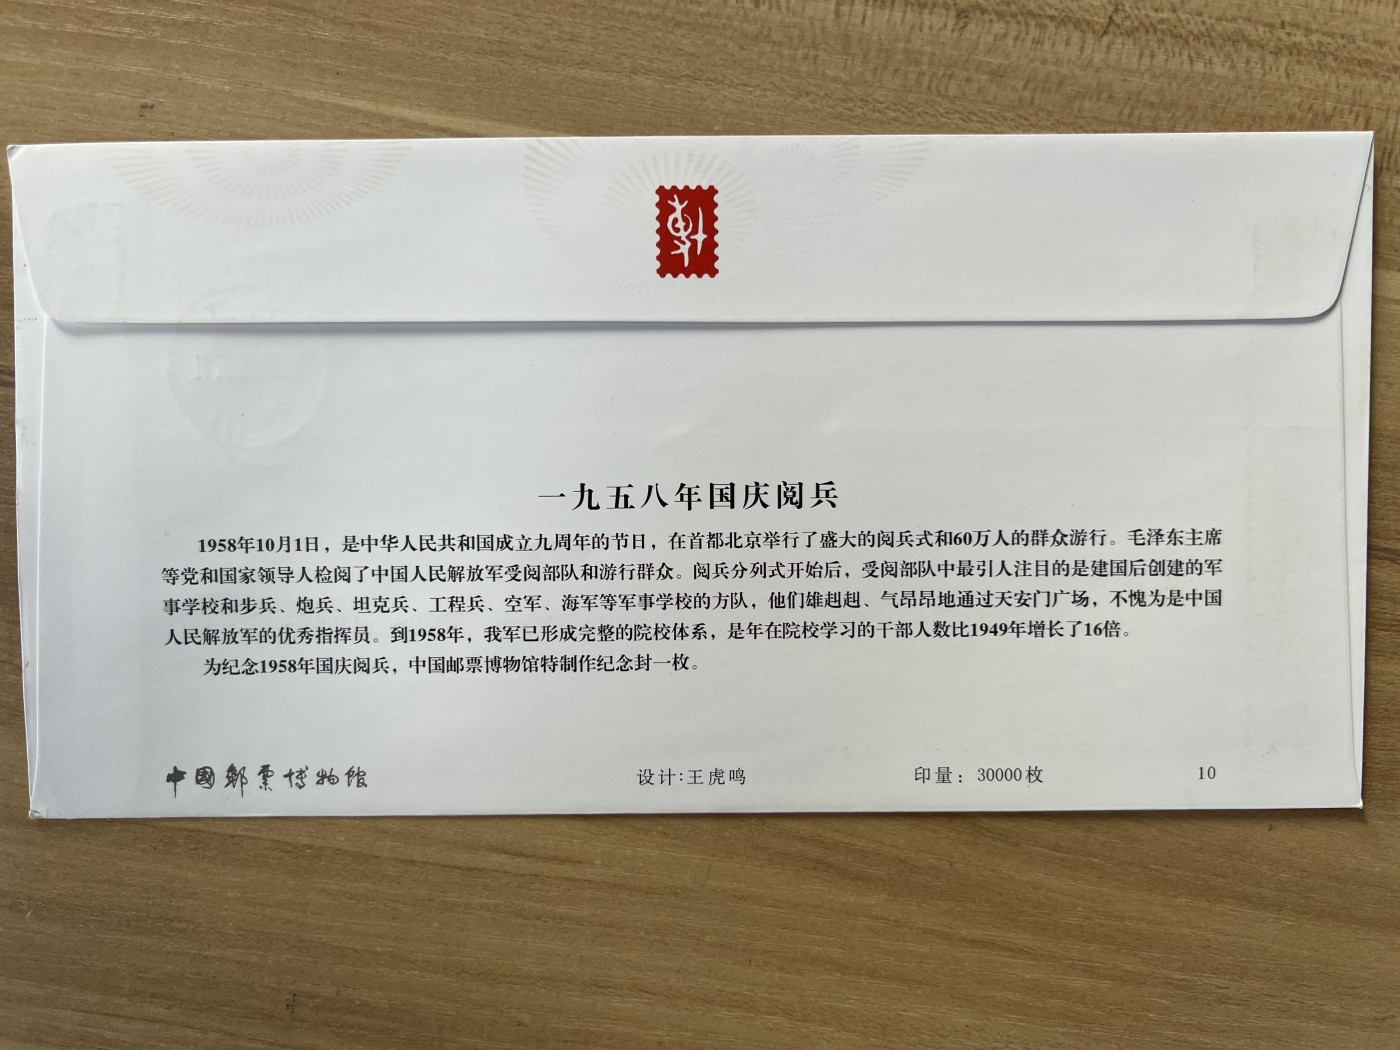 一九五八年国庆阅兵
1958年10月1日，是中华人民共和国成立九周年的节日，在首都北京举行了盛大的阅兵式和60万人的群众游行。毛泽东主席
等党和国家领导人检阅了中国人民解放军受阅部队和游行群众。阅兵分列式开始后，受阅部队中最引人注目的是建国后创建的军
事学校和步兵、炮兵、坦克兵、工程兵、空军、海军等军事学校的方队，他们雄赳赳、气昂昂地通过天安门广场，不愧为是中国
人民解放军的优秀指挥员。到1958年，我军已形成完整的院校体系，是年在院校学习的干部人数比1949年增长了16倍。
为纪念1958年国庆阅兵，中国邮票博物馆特制作纪念封一枚。
中國郵票博物館
设计：王虎鸣
印量：30000枚
10